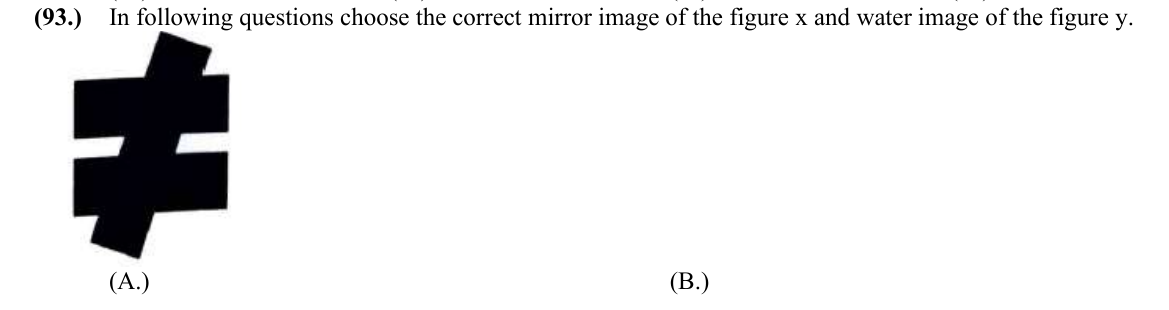 (93.) In following questions choose the correct mirror image of the figure x and water image of the figure y.
≠
(A.) (B.)